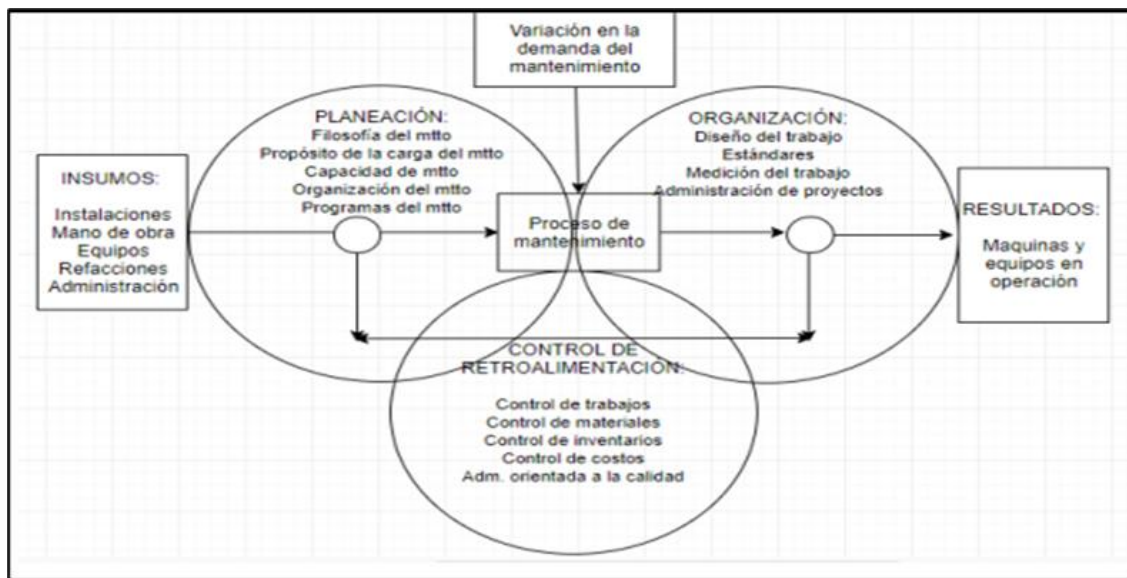 Variación en la
demanda del
mantenimiento
PLANEACIÓN:
Filosofía del mtto
Propósito de la carga del mtto
Capacidad de mtto
Organización del mtto
Programas del mtto
ORGANIZACIÓN:
Diseño del trabajo
Estándares
Medición del trabajo
Administración de proyectos
INSUMOS:
Instalaciones
Mano de obra
Equipos
Refacciones
Administración
Proceso de
mantenimiento
RESULTADOS:
Maquinas y
equipos en
operación
CONTROL DE
RETROALIMENTACIÓN:
Control de trabajos
Control de materiales
Control de inventarios
Control de costos
Adm. orientada a la calidad